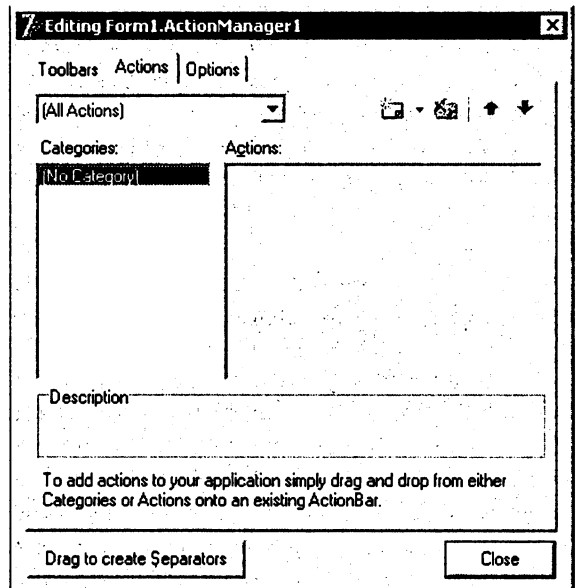 7 Editing Form1.ActionManager1
Toolbars Actions Options
(All Actions)
Categories: Actions:
(No Category)
Description
To add actions to your application simply drag and drop from either
Categories or Actions onto an existing ActionBar.
Drag to create Separators Close